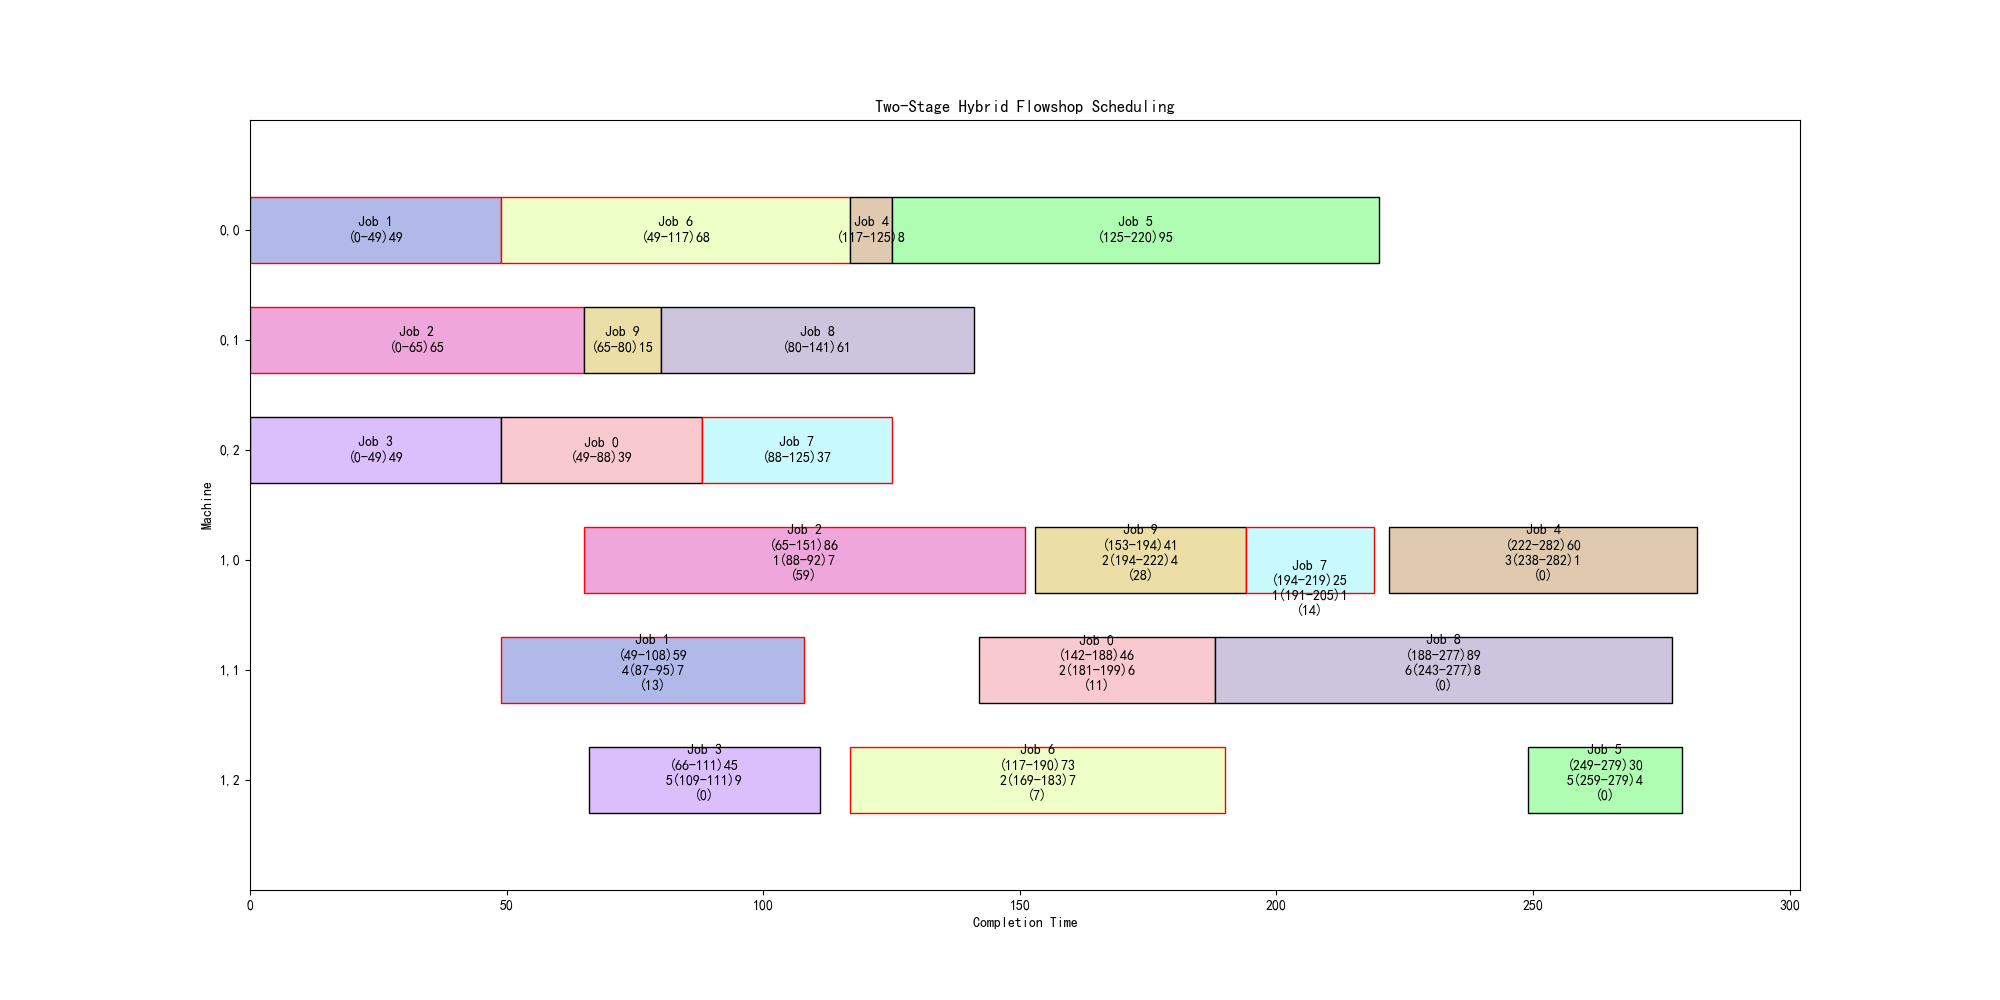 Two-Stage Hybrid Flowshop Scheduling
Machine
0,0
Job 1
(0-49)49
Job 6
(49-117)68
Job 4
(117-125)8
Job 5
(125-220)95
0,1
Job 2
(0-65)65
Job 9
(65-80)15
Job 8
(80-141)61
0,2
Job 3
(0-49)49
Job 0
(49-88)39
Job 7
(88-125)37
1,0
Job 2
(65-151)86
1(88-92)7
(59)
Job 9
(153-194)41
2(194-222)4
(28)
Job 7
(194-219)25
1(191-205)1
(14)
Job 4
(222-282)60
3(238-282)1
(0)
1,1
Job 1
(49-108)59
4(87-95)7
(13)
Job 0
(142-188)46
2(181-199)6
(11)
Job 8
(188-277)89
6(243-277)8
(0)
1,2
Job 3
(66-111)45
5(109-111)9
(0)
Job 6
(117-190)73
2(169-183)7
(7)
Job 5
(249-279)30
5(259-279)4
(0)
0 50 100 150 200 250 300
Completion Time